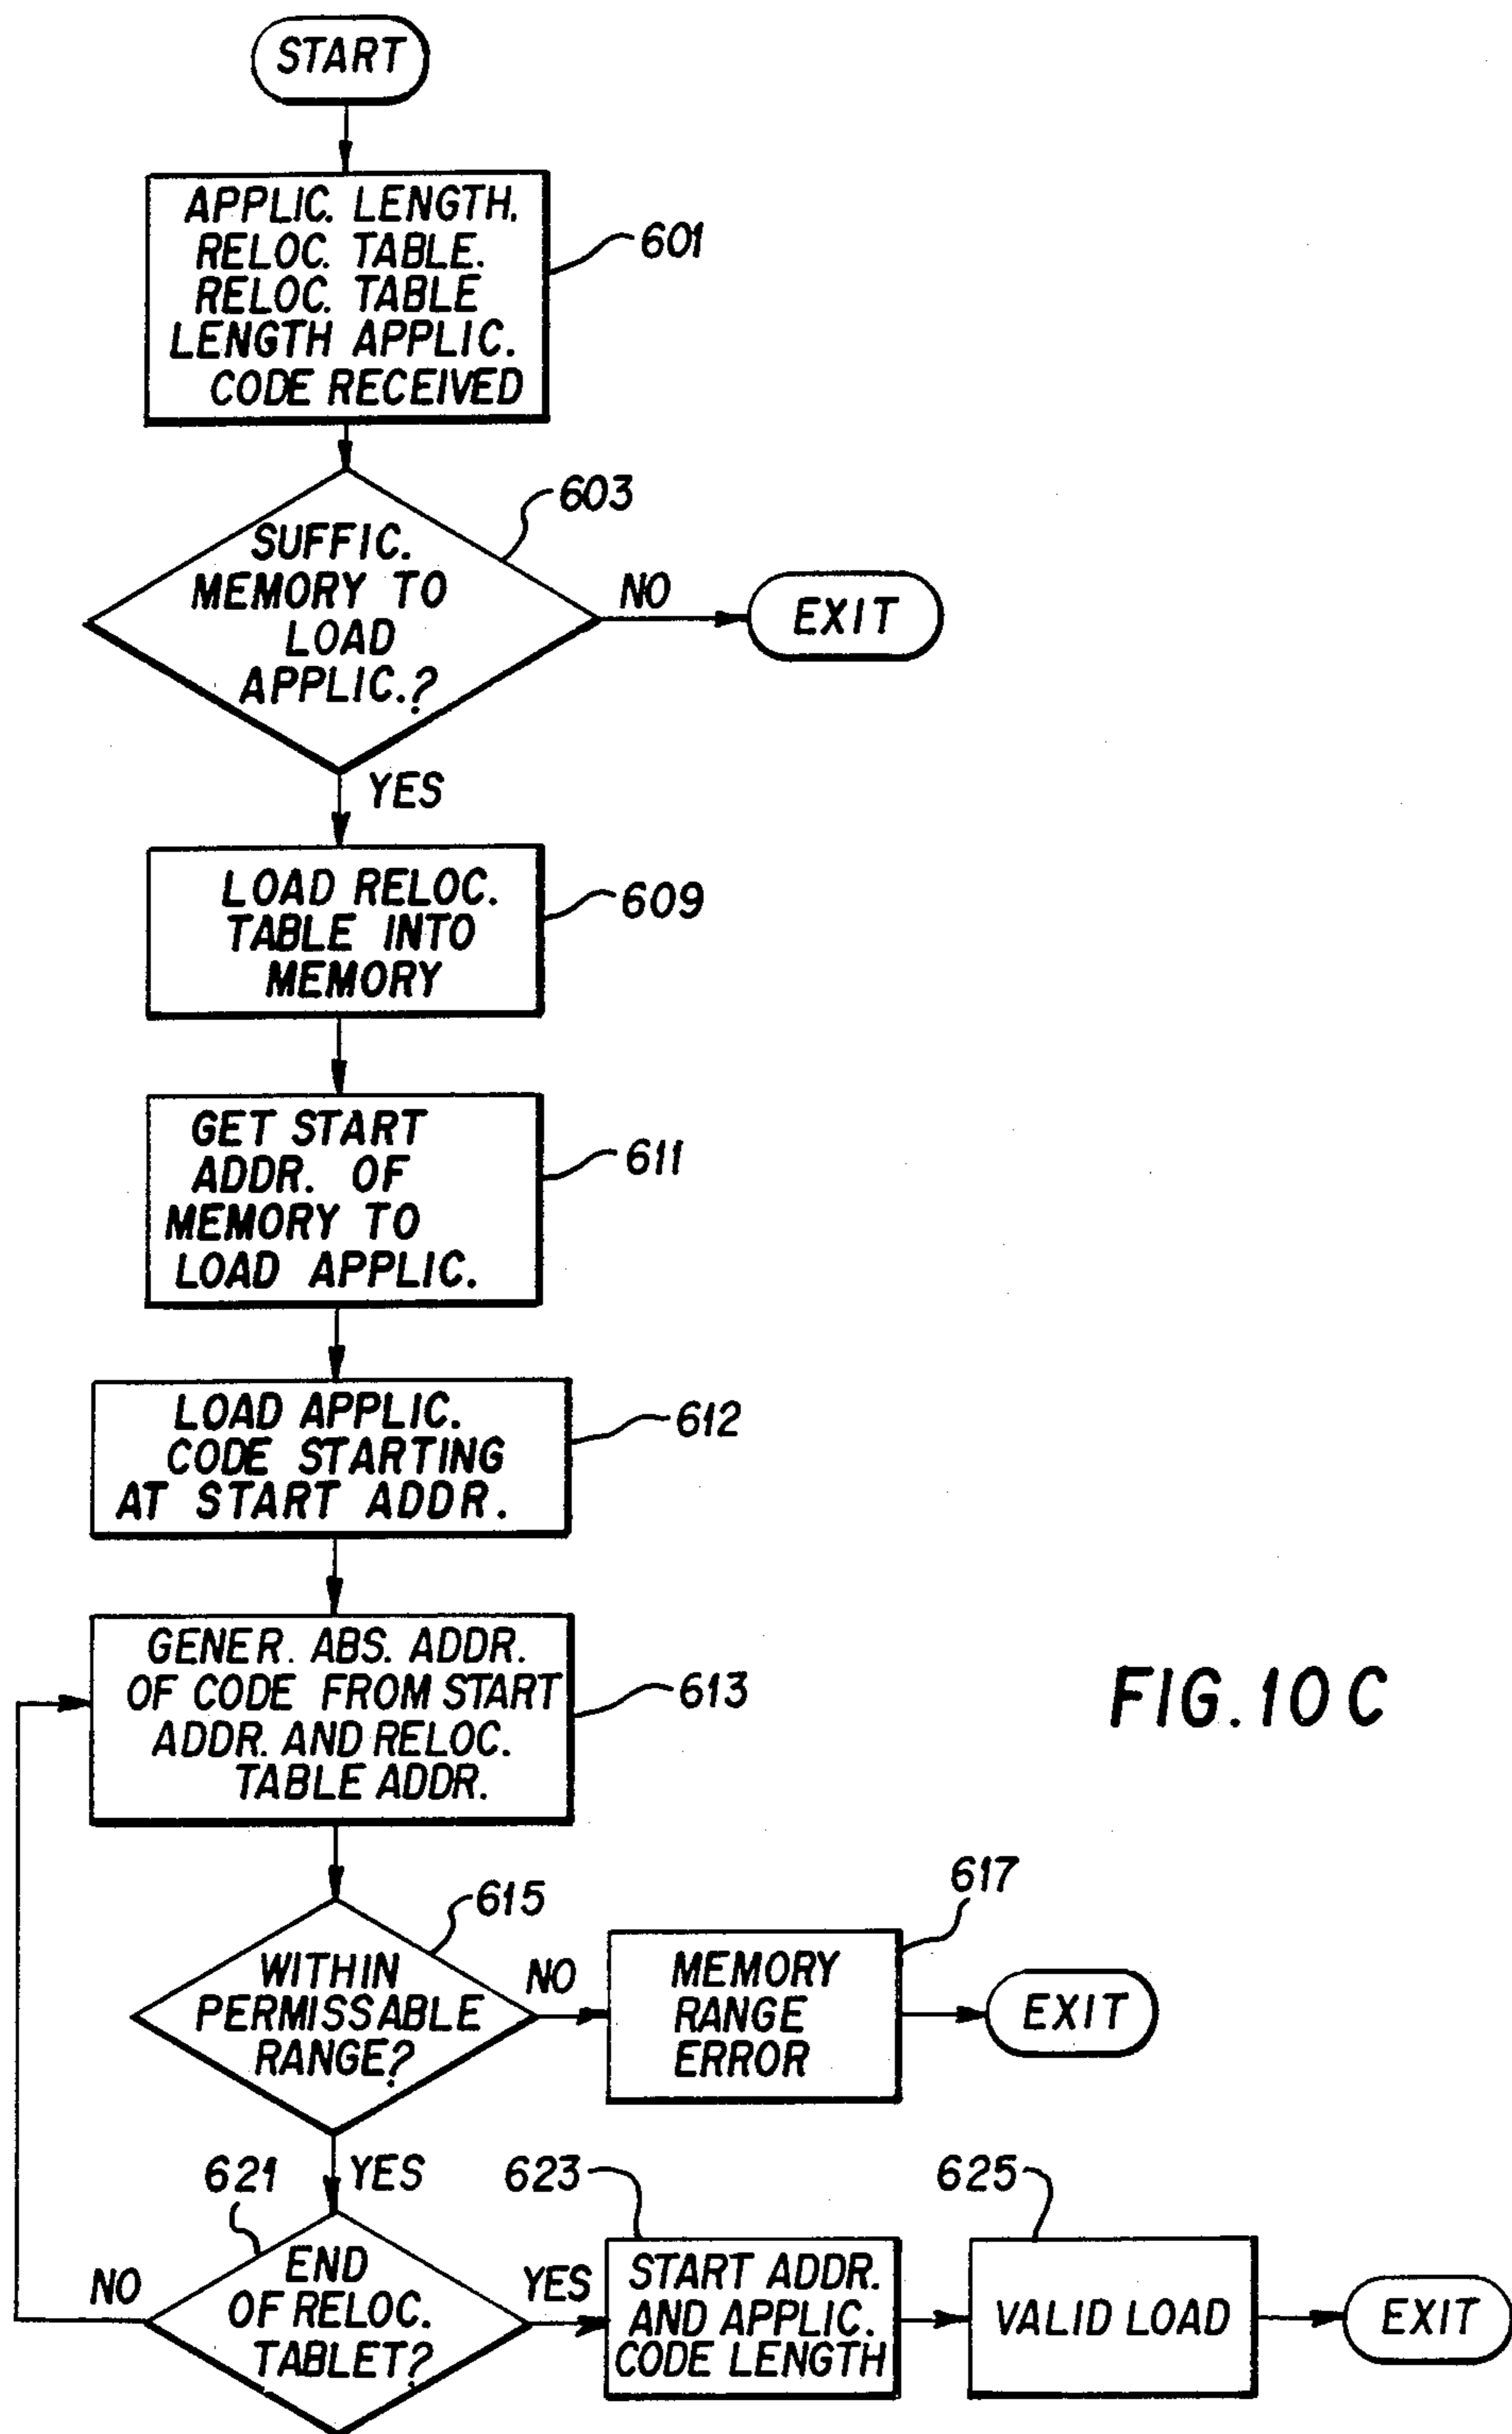 START
APPLIC. LENGTH.
RELOC. TABLE.
RELOC. TABLE
LENGTH APPLIC.
CODE RECEIVED
601
603
SUFFIC.
MEMORY TO
LOAD
APPLIC.?
NO
EXIT
YES
LOAD RELOC.
TABLE INTO
MEMORY
609
GET START
ADDR. OF
MEMORY TO
LOAD APPLIC.
611
LOAD APPLIC.
CODE STARTING
AT START ADDR.
612
GENER. ABS. ADDR.
OF CODE FROM START
ADDR. AND RELOC.
TABLE ADDR.
613
FIG. 10 C
615
WITHIN
PERMISSABLE
RANGE?
NO
617
MEMORY
RANGE
ERROR
EXIT
YES
621
END
OF RELOC.
TABLET?
NO
YES
623
START ADDR.
AND APPLIC.
CODE LENGTH
625
VALID LOAD
EXIT